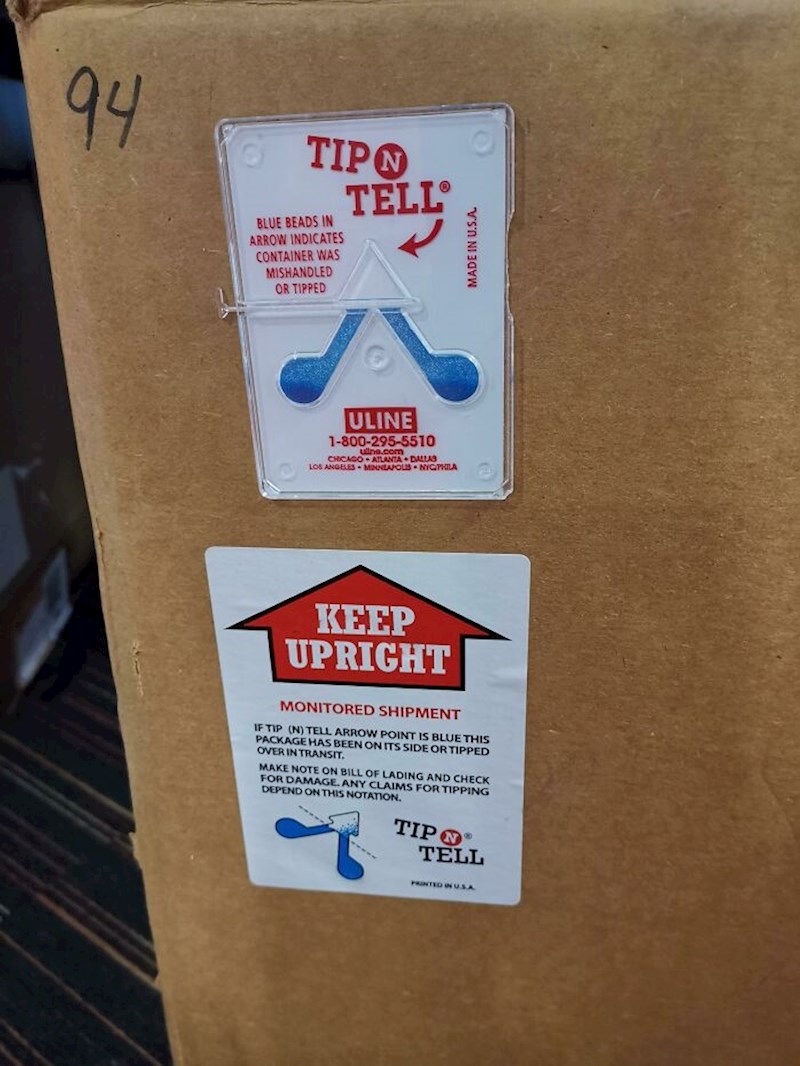 94
TIP N
TELL®
BLUE BEADS IN
ARROW INDICATES
CONTAINER WAS
MISHANDLED
OR TIPPED
MADE IN U.S.A.
ULINE
1-800-295-5510
uline.com
CHICAGO • ATLANTA • DALLAS
LOS ANGELES • MINNEAPOLIS • NYC/PHILA
KEEP
UPRIGHT
MONITORED SHIPMENT
IF TIP (N) TELL ARROW POINT IS BLUE THIS
PACKAGE HAS BEEN ON ITS SIDE OR TIPPED
OVER IN TRANSIT.
MAKE NOTE ON BILL OF LADING AND CHECK
FOR DAMAGE. ANY CLAIMS FOR TIPPING
DEPEND ON THIS NOTATION.
TIP N®
TELL
PRINTED IN U.S.A.